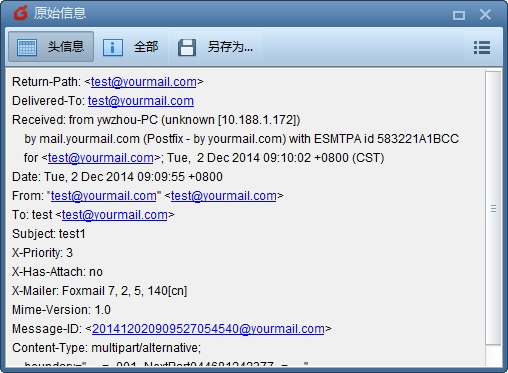 原始信息
头信息 全部 另存为...
Return-Path: <test@yourmail.com>
Delivered-To: test@yourmail.com
Received: from ywzhou-PC (unknown [10.188.1.172])
by mail.yourmail.com (Postfix - by yourmail.com) with ESMTPA id 583221A1BCC
for <test@yourmail.com>; Tue,  2 Dec 2014 09:10:02 +0800 (CST)
Date: Tue, 2 Dec 2014 09:09:55 +0800
From: "test@yourmail.com" <test@yourmail.com>
To: test <test@yourmail.com>
Subject: test1
X-Priority: 3
X-Has-Attach: no
X-Mailer: Foxmail 7, 2, 5, 140[cn]
Mime-Version: 1.0
Message-ID: <201412020909527054540@yourmail.com>
Content-Type: multipart/alternative;